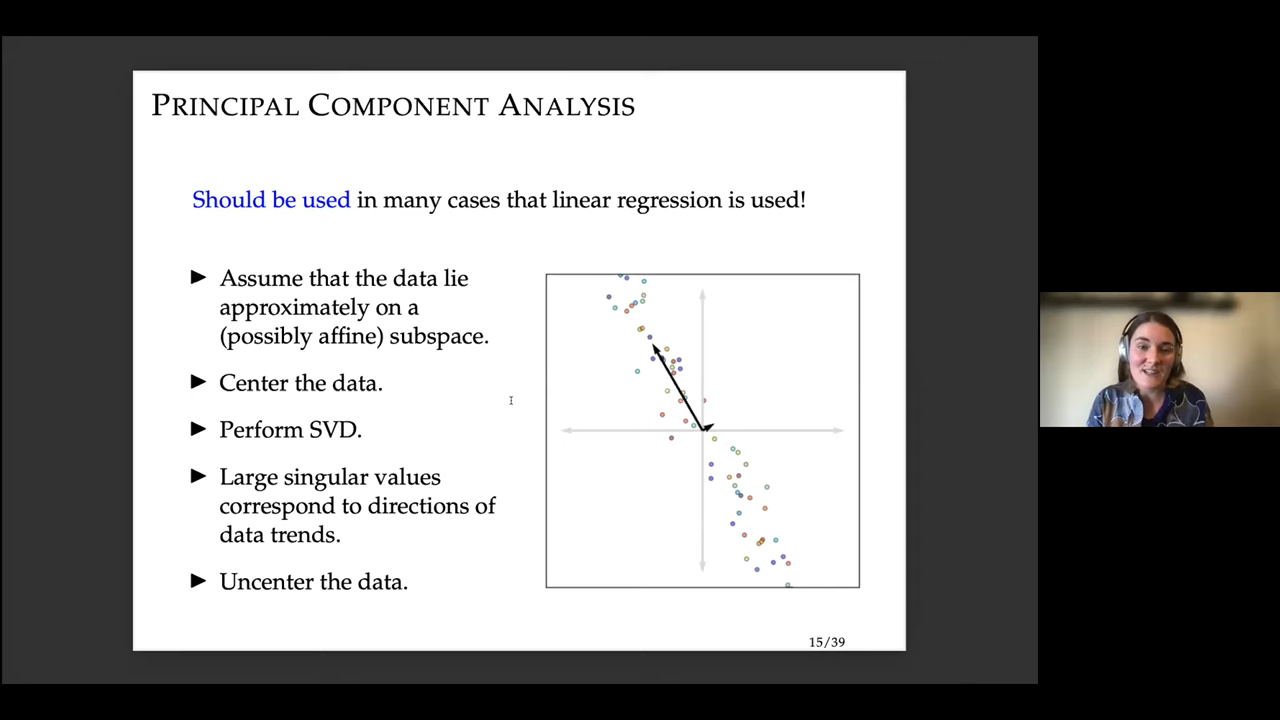 PRINCIPAL COMPONENT ANALYSIS
Should be used in many cases that linear regression is used!
► Assume that the data lie
approximately on a
(possibly affine) subspace.
► Center the data.
► Perform SVD.
► Large singular values
correspond to directions of
data trends.
► Uncenter the data.
15/39